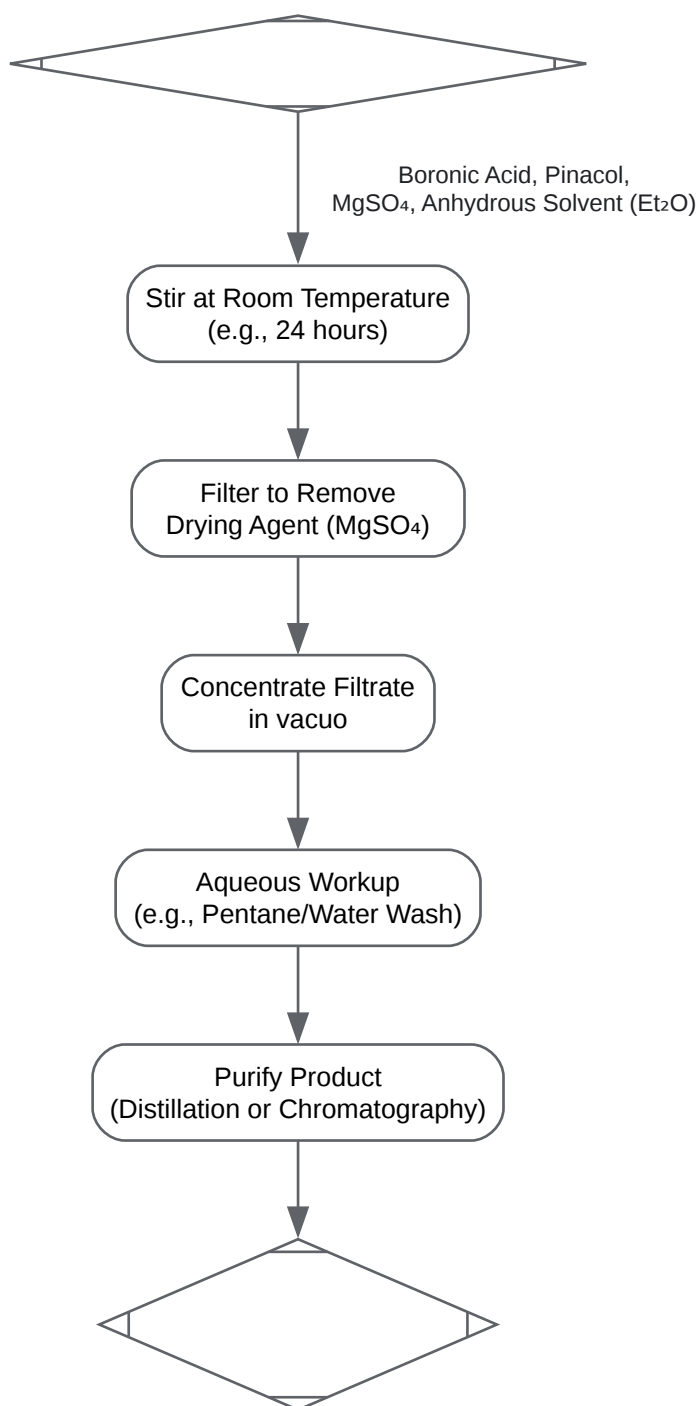 Boronic Acid, Pinacol,
MgSO₄, Anhydrous Solvent (Et₂O)
Stir at Room Temperature
(e.g., 24 hours)
Filter to Remove
Drying Agent (MgSO₄)
Concentrate Filtrate
in vacuo
Aqueous Workup
(e.g., Pentane/Water Wash)
Purify Product
(Distillation or Chromatography)